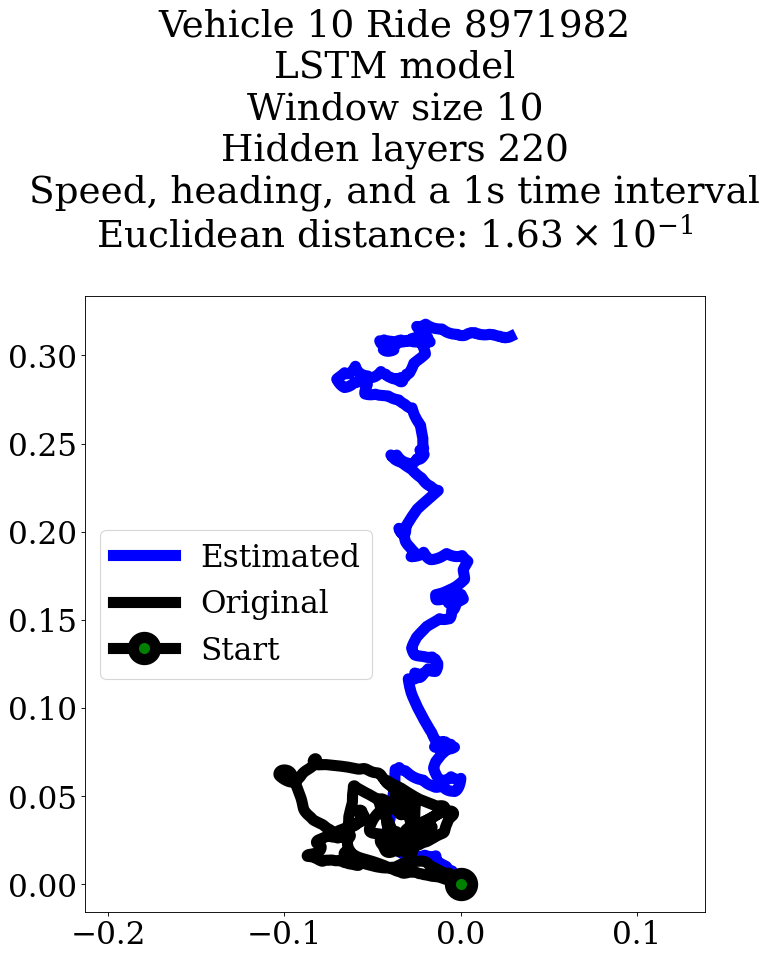 Vehicle 10 Ride 8971982
LSTM model
Window size 10
Hidden layers 220
Speed, heading, and a 1s time interval
Euclidean distance: 1.63 × 10⁻¹
0.30
0.25
0.20
0.15
0.10
0.05
0.00
Estimated
Original
Start
−0.2 −0.1 0.0 0.1